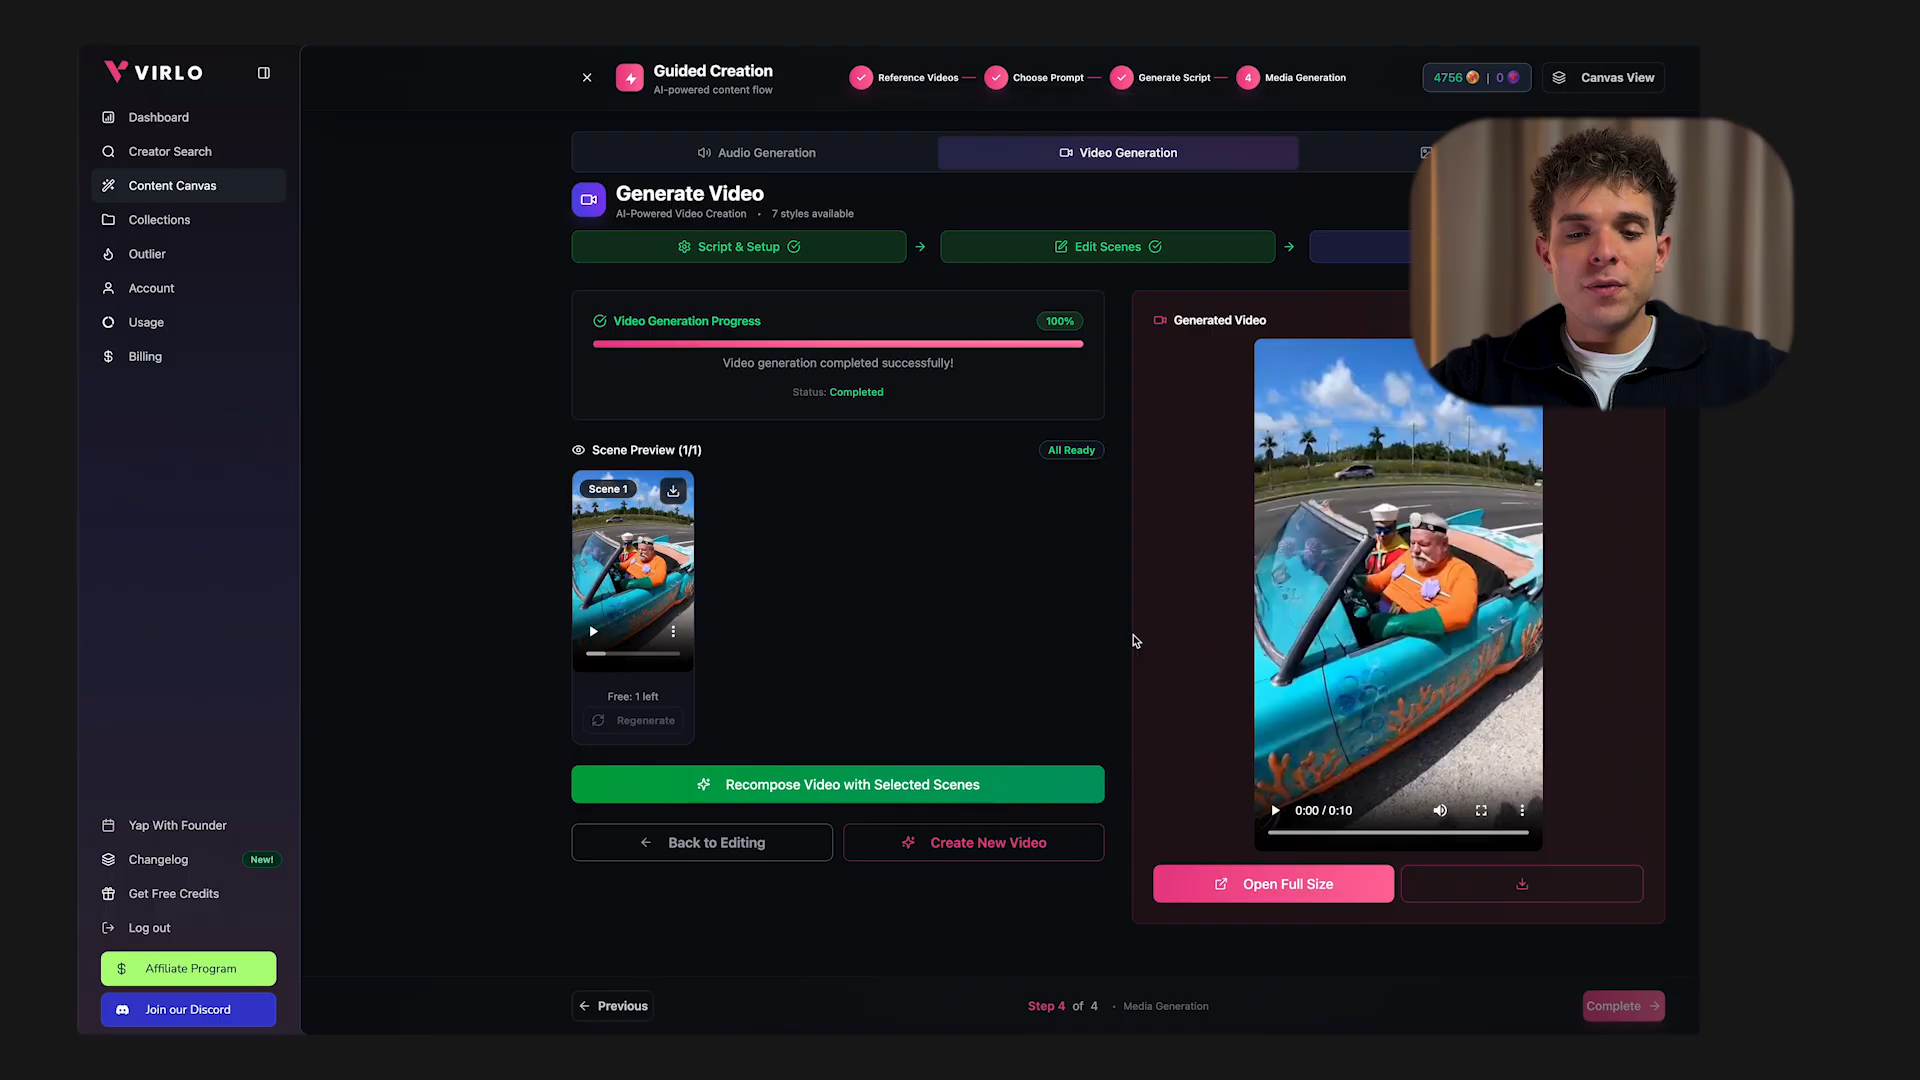 VIRLO
Dashboard
Creator Search
Content Canvas
Collections
Outlier
Account
Usage
Billing
Yap With Founder
Changelog New!
Get Free Credits
Log out
Affiliate Program
Join our Discord
Guided Creation
AI-powered content flow
Reference Videos
Choose Prompt
Generate Script
4 Media Generation
4756 | 0
Canvas View
Audio Generation
Video Generation
Generate Video
AI-Powered Video Creation • 7 styles available
Script & Setup
Edit Scenes
Video Generation Progress 100%
Video generation completed successfully!
Status: Completed
Scene Preview (1/1) All Ready
Scene 1
Free: 1 left
Regenerate
Recompose Video with Selected Scenes
Back to Editing
Create New Video
Generated Video
0:00 / 0:10
Open Full Size
Previous
Step 4 of 4 • Media Generation
Complete